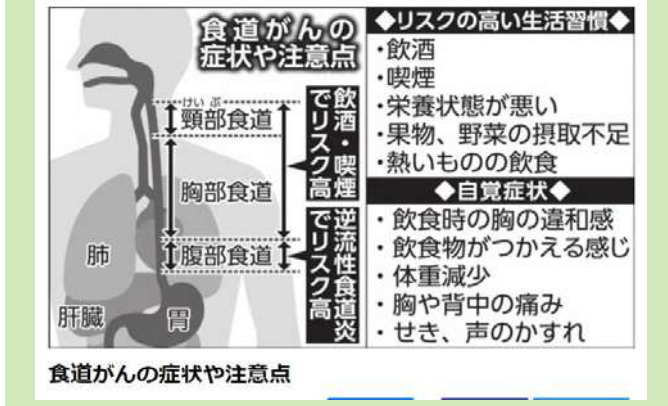 食道がんの
症状や注意点
けいぶ
頸部食道
胸部食道
腹部食道
肺
肝臓
胃
飲酒・喫煙
でリスク高
逆流性食道炎
でリスク高
◆リスクの高い生活習慣◆
・飲酒
・喫煙
・栄養状態が悪い
・果物、野菜の摂取不足
・熱いものの飲食
◆自覚症状◆
・飲食時の胸の違和感
・飲食物がつかえる感じ
・体重減少
・胸や背中の痛み
・せき、声のかすれ
食道がんの症状や注意点